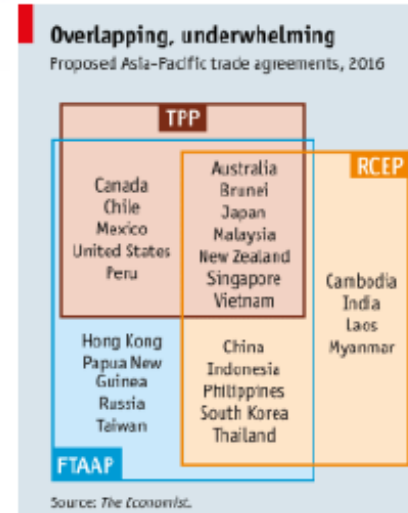 Overlapping, underwhelming
Proposed Asia-Pacific trade agreements, 2016
TPP
RCEP
Canada
Chile
Mexico
United States
Peru
Australia
Brunei
Japan
Malaysia
New Zealand
Singapore
Vietnam
Cambodia
India
Laos
Myanmar
Hong Kong
Papua New
Guinea
Russia
Taiwan
China
Indonesia
Philippines
South Korea
Thailand
FTAAP
Source: The Economist.